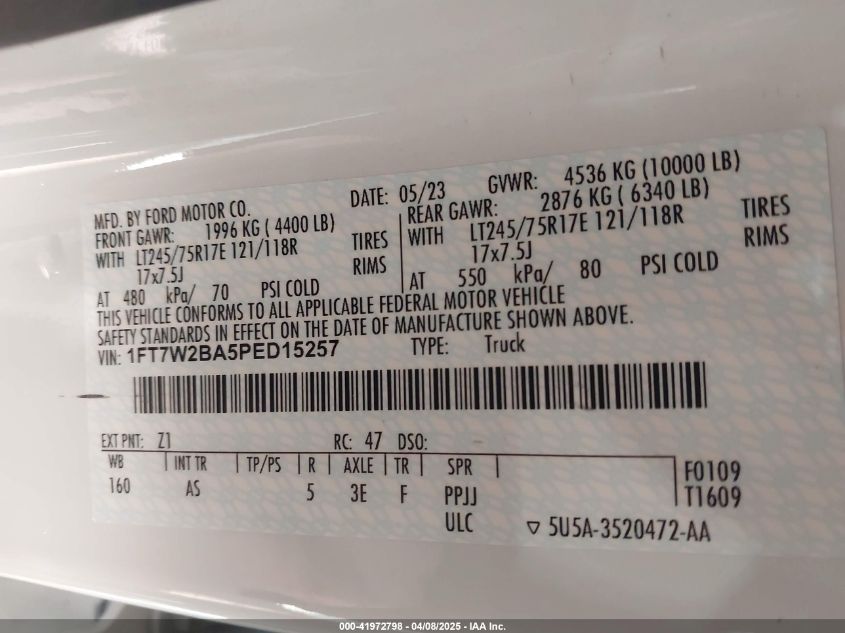 MFD. BY FORD MOTOR CO. DATE: 05/23 GVWR: 4536 KG (10000 LB)
FRONT GAWR: 1996 KG ( 4400 LB) REAR GAWR: 2876 KG ( 6340 LB)
WITH LT245/75R17E 121/118R TIRES WITH LT245/75R17E 121/118R TIRES
17x7.5J RIMS 17x7.5J RIMS
AT 480 kPa/ 70 PSI COLD AT 550 kPa/ 80 PSI COLD
THIS VEHICLE CONFORMS TO ALL APPLICABLE FEDERAL MOTOR VEHICLE
SAFETY STANDARDS IN EFFECT ON THE DATE OF MANUFACTURE SHOWN ABOVE.
VIN: 1FT7W2BA5PED15257 TYPE: Truck
EXT PNT: Z1 RC: 47 DSO:
WB INT TR TP/PS R AXLE TR SPR F0109
160 AS 5 3E F PPJJ T1609
ULC 5U5A-3520472-AA
000-41972798 - 04/08/2025 - IAA Inc.